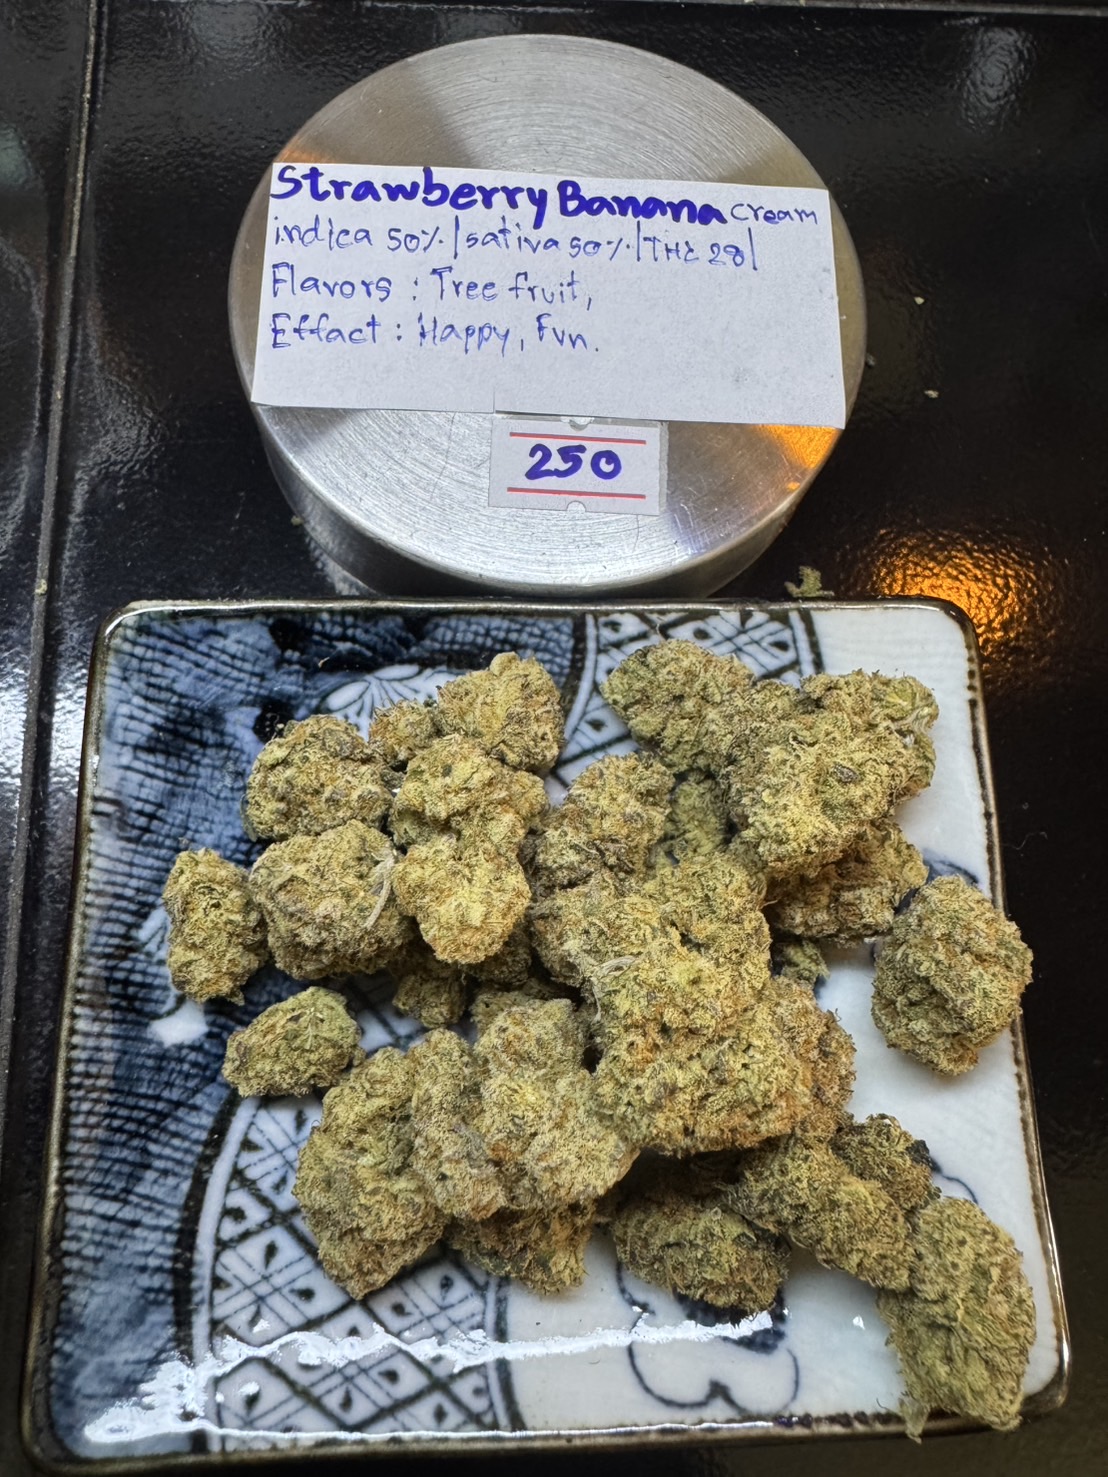 Strawberry Banana cream
indica 50%|sativa 50%|THC 28|
Flavors : Tree fruit,
Effact : Happy, Fun.
250